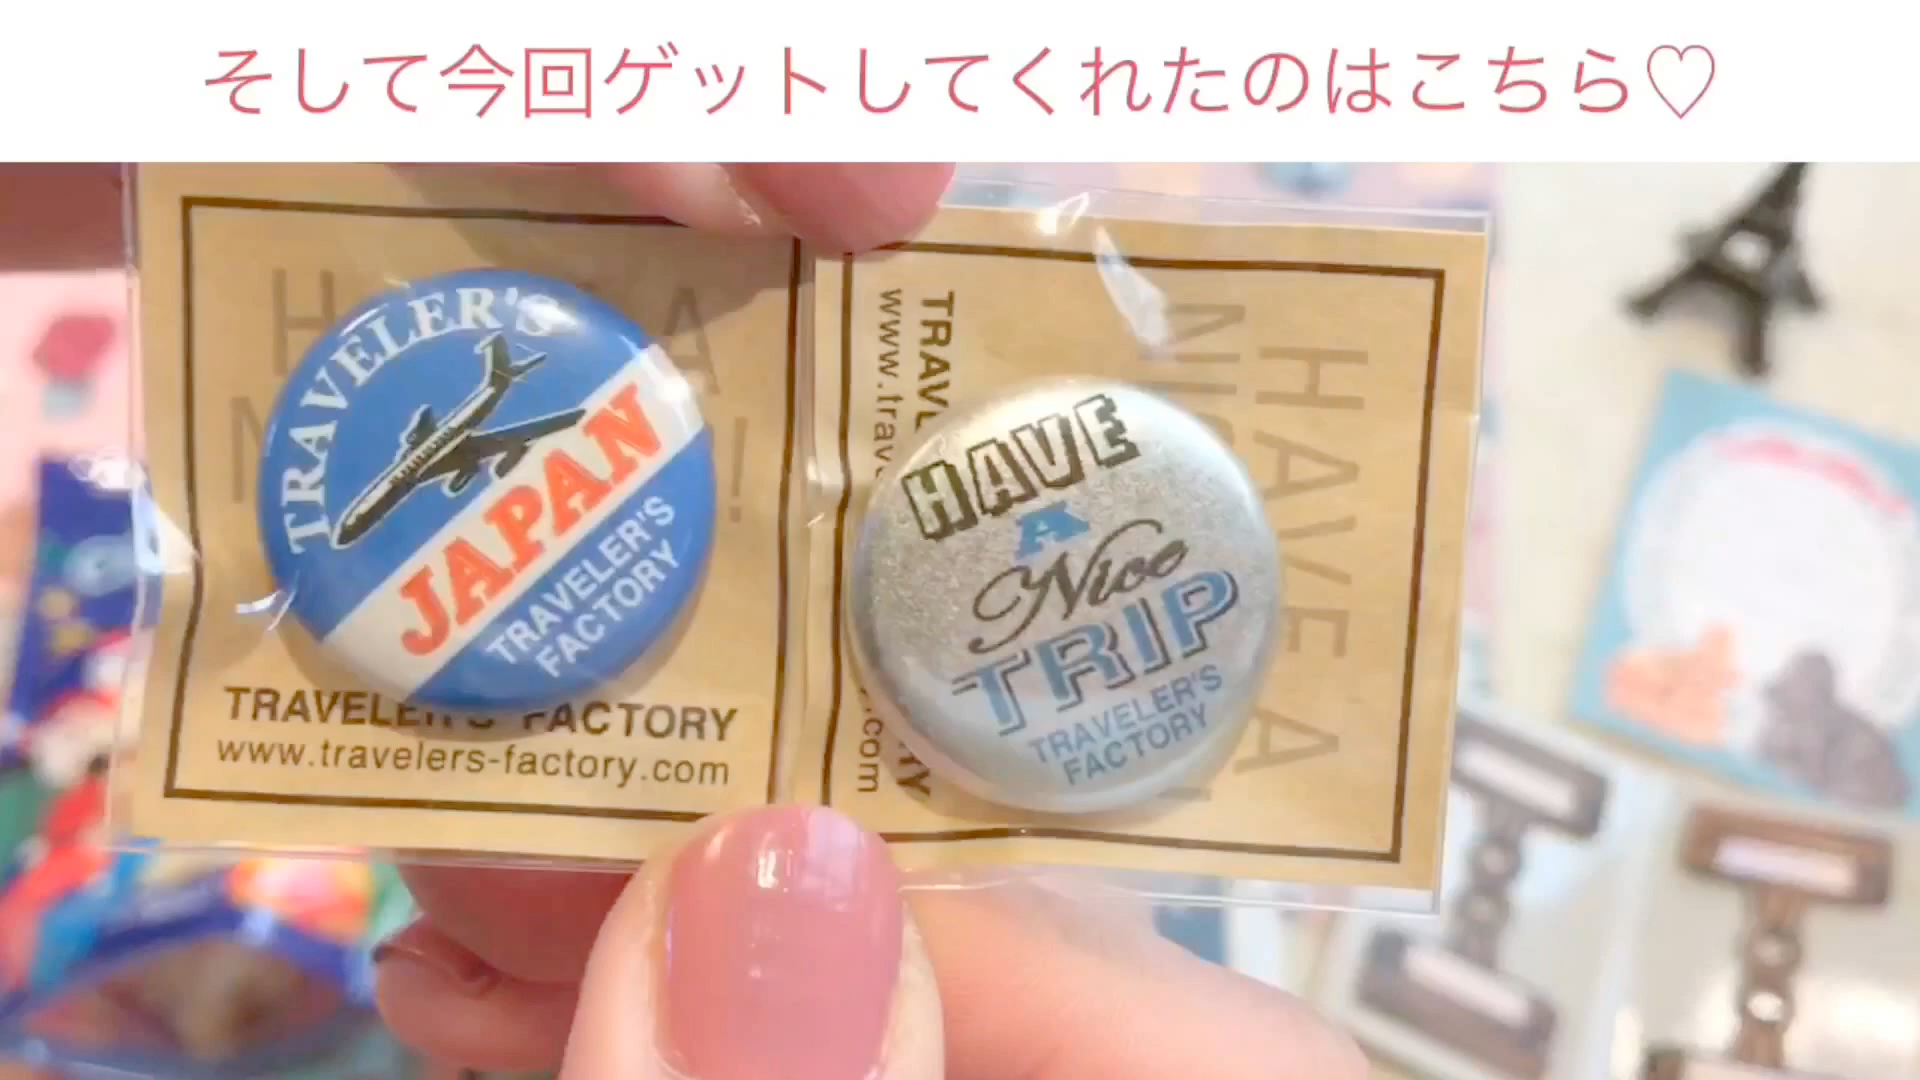 そして今回ゲットしてくれたのはこちら♡
TRAVELER'S
JAPAN
TRAVELER'S
FACTORY
www.travelers-factory.com
HAVE
A
Nice
TRIP
TRAVELER'S
FACTORY
HAVE A